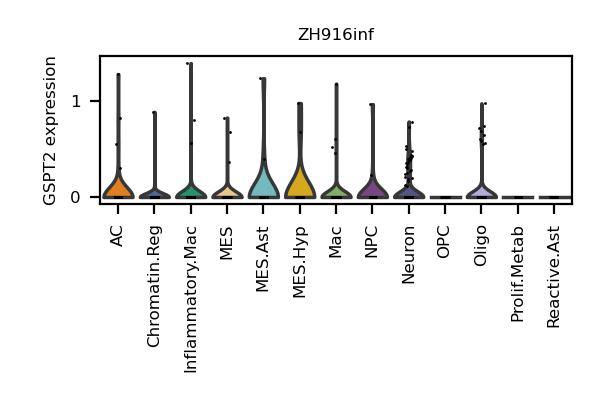 ZH916inf
GSPT2 expression
1
0
AC
Chromatin.Reg
Inflammatory.Mac
MES
MES.Ast
MES.Hyp
Mac
NPC
Neuron
OPC
Oligo
Prolif.Metab
Reactive.Ast